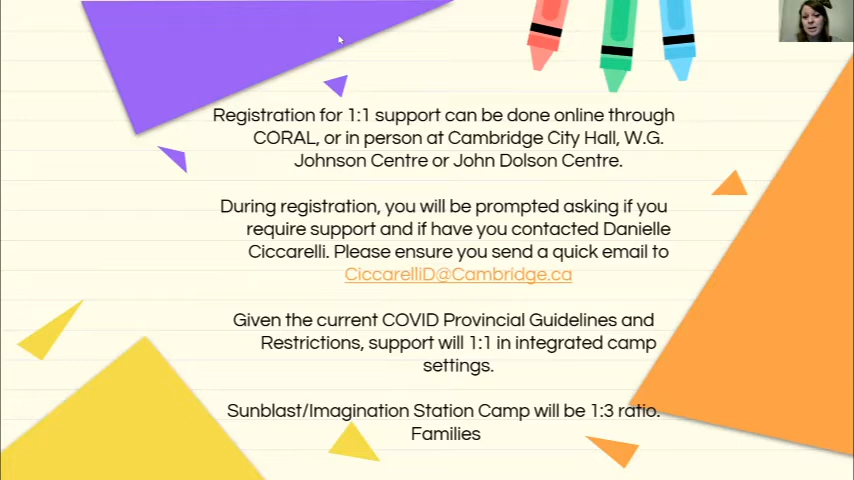 Registration for 1:1 support can be done online through
CORAL, or in person at Cambridge City Hall, W.G.
Johnson Centre or John Dolson Centre.
During registration, you will be prompted asking if you
require support and if have you contacted Danielle
Ciccarelli. Please ensure you send a quick email to
CiccarelliD@Cambridge.ca
Given the current COVID Provincial Guidelines and
Restrictions, support will 1:1 in integrated camp
settings.
Sunblast/Imagination Station Camp will be 1:3 ratio.
Families